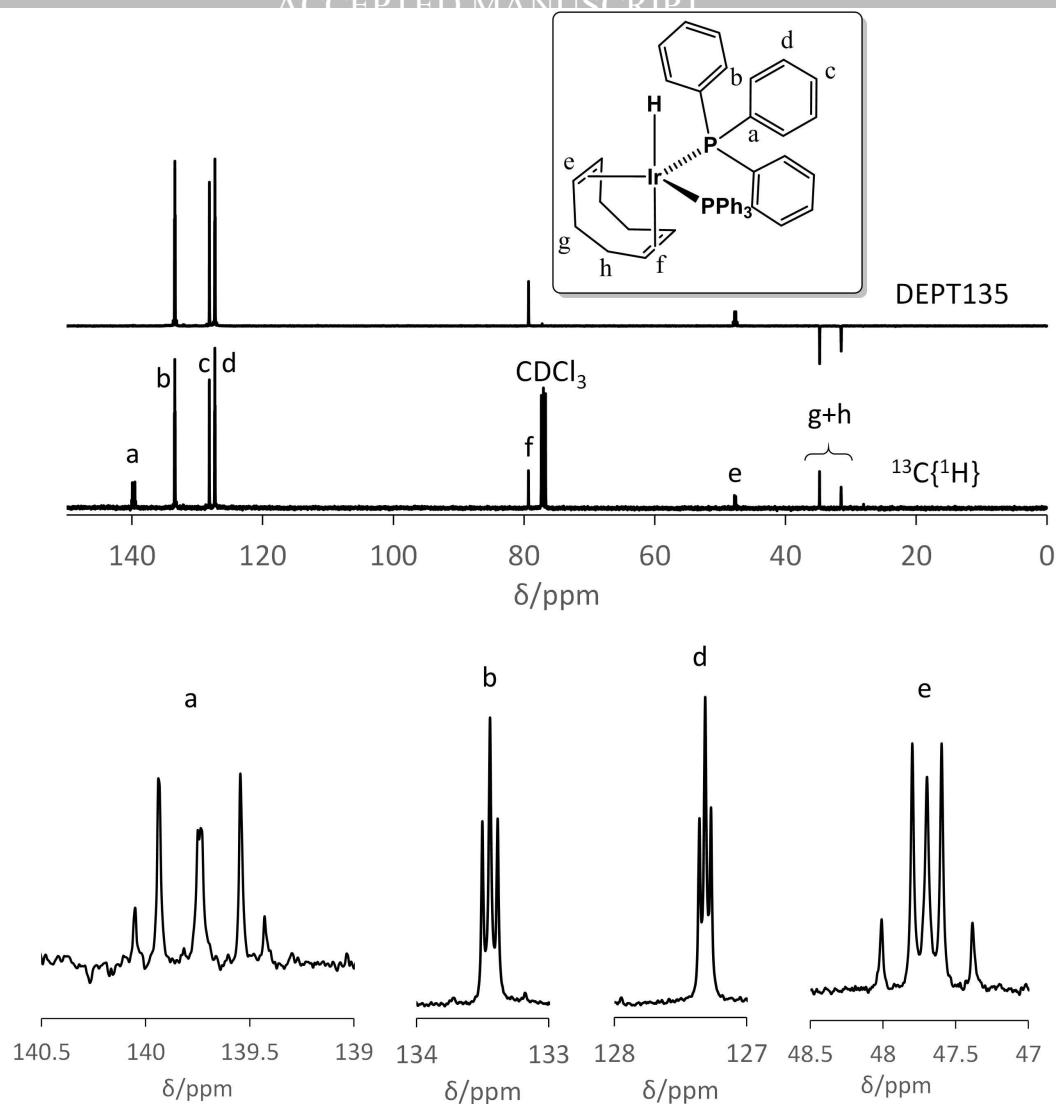 ACCEPTED MANUSCRIPT
d
b
c
H
a
P
e
Ir
PPh3
g
h
f
DEPT135
b
c
d
CDCl3
a
f
e
g+h
13C{1H}
140
120
100
80
60
40
20
0
δ/ppm
a
b
d
e
140.5
140
139.5
139
134
133
128
127
48.5
48
47.5
47
δ/ppm
δ/ppm
δ/ppm
δ/ppm